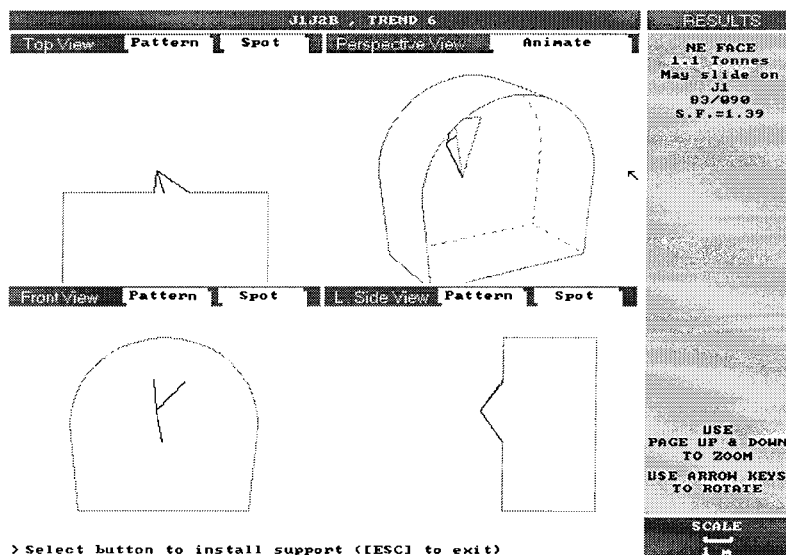 J1J2B , TREND 6
RESULTS
Top View Pattern Spot
Perspective View Animate
NE FACE
1.1 Tonnes
May slide on
J1
83/090
S.F.=1.39
Front View Pattern Spot
L. Side View Pattern Spot
USE
PAGE UP & DOWN
TO ZOOM
USE ARROW KEYS
TO ROTATE
SCALE
> Select button to install support ([ESC] to exit)